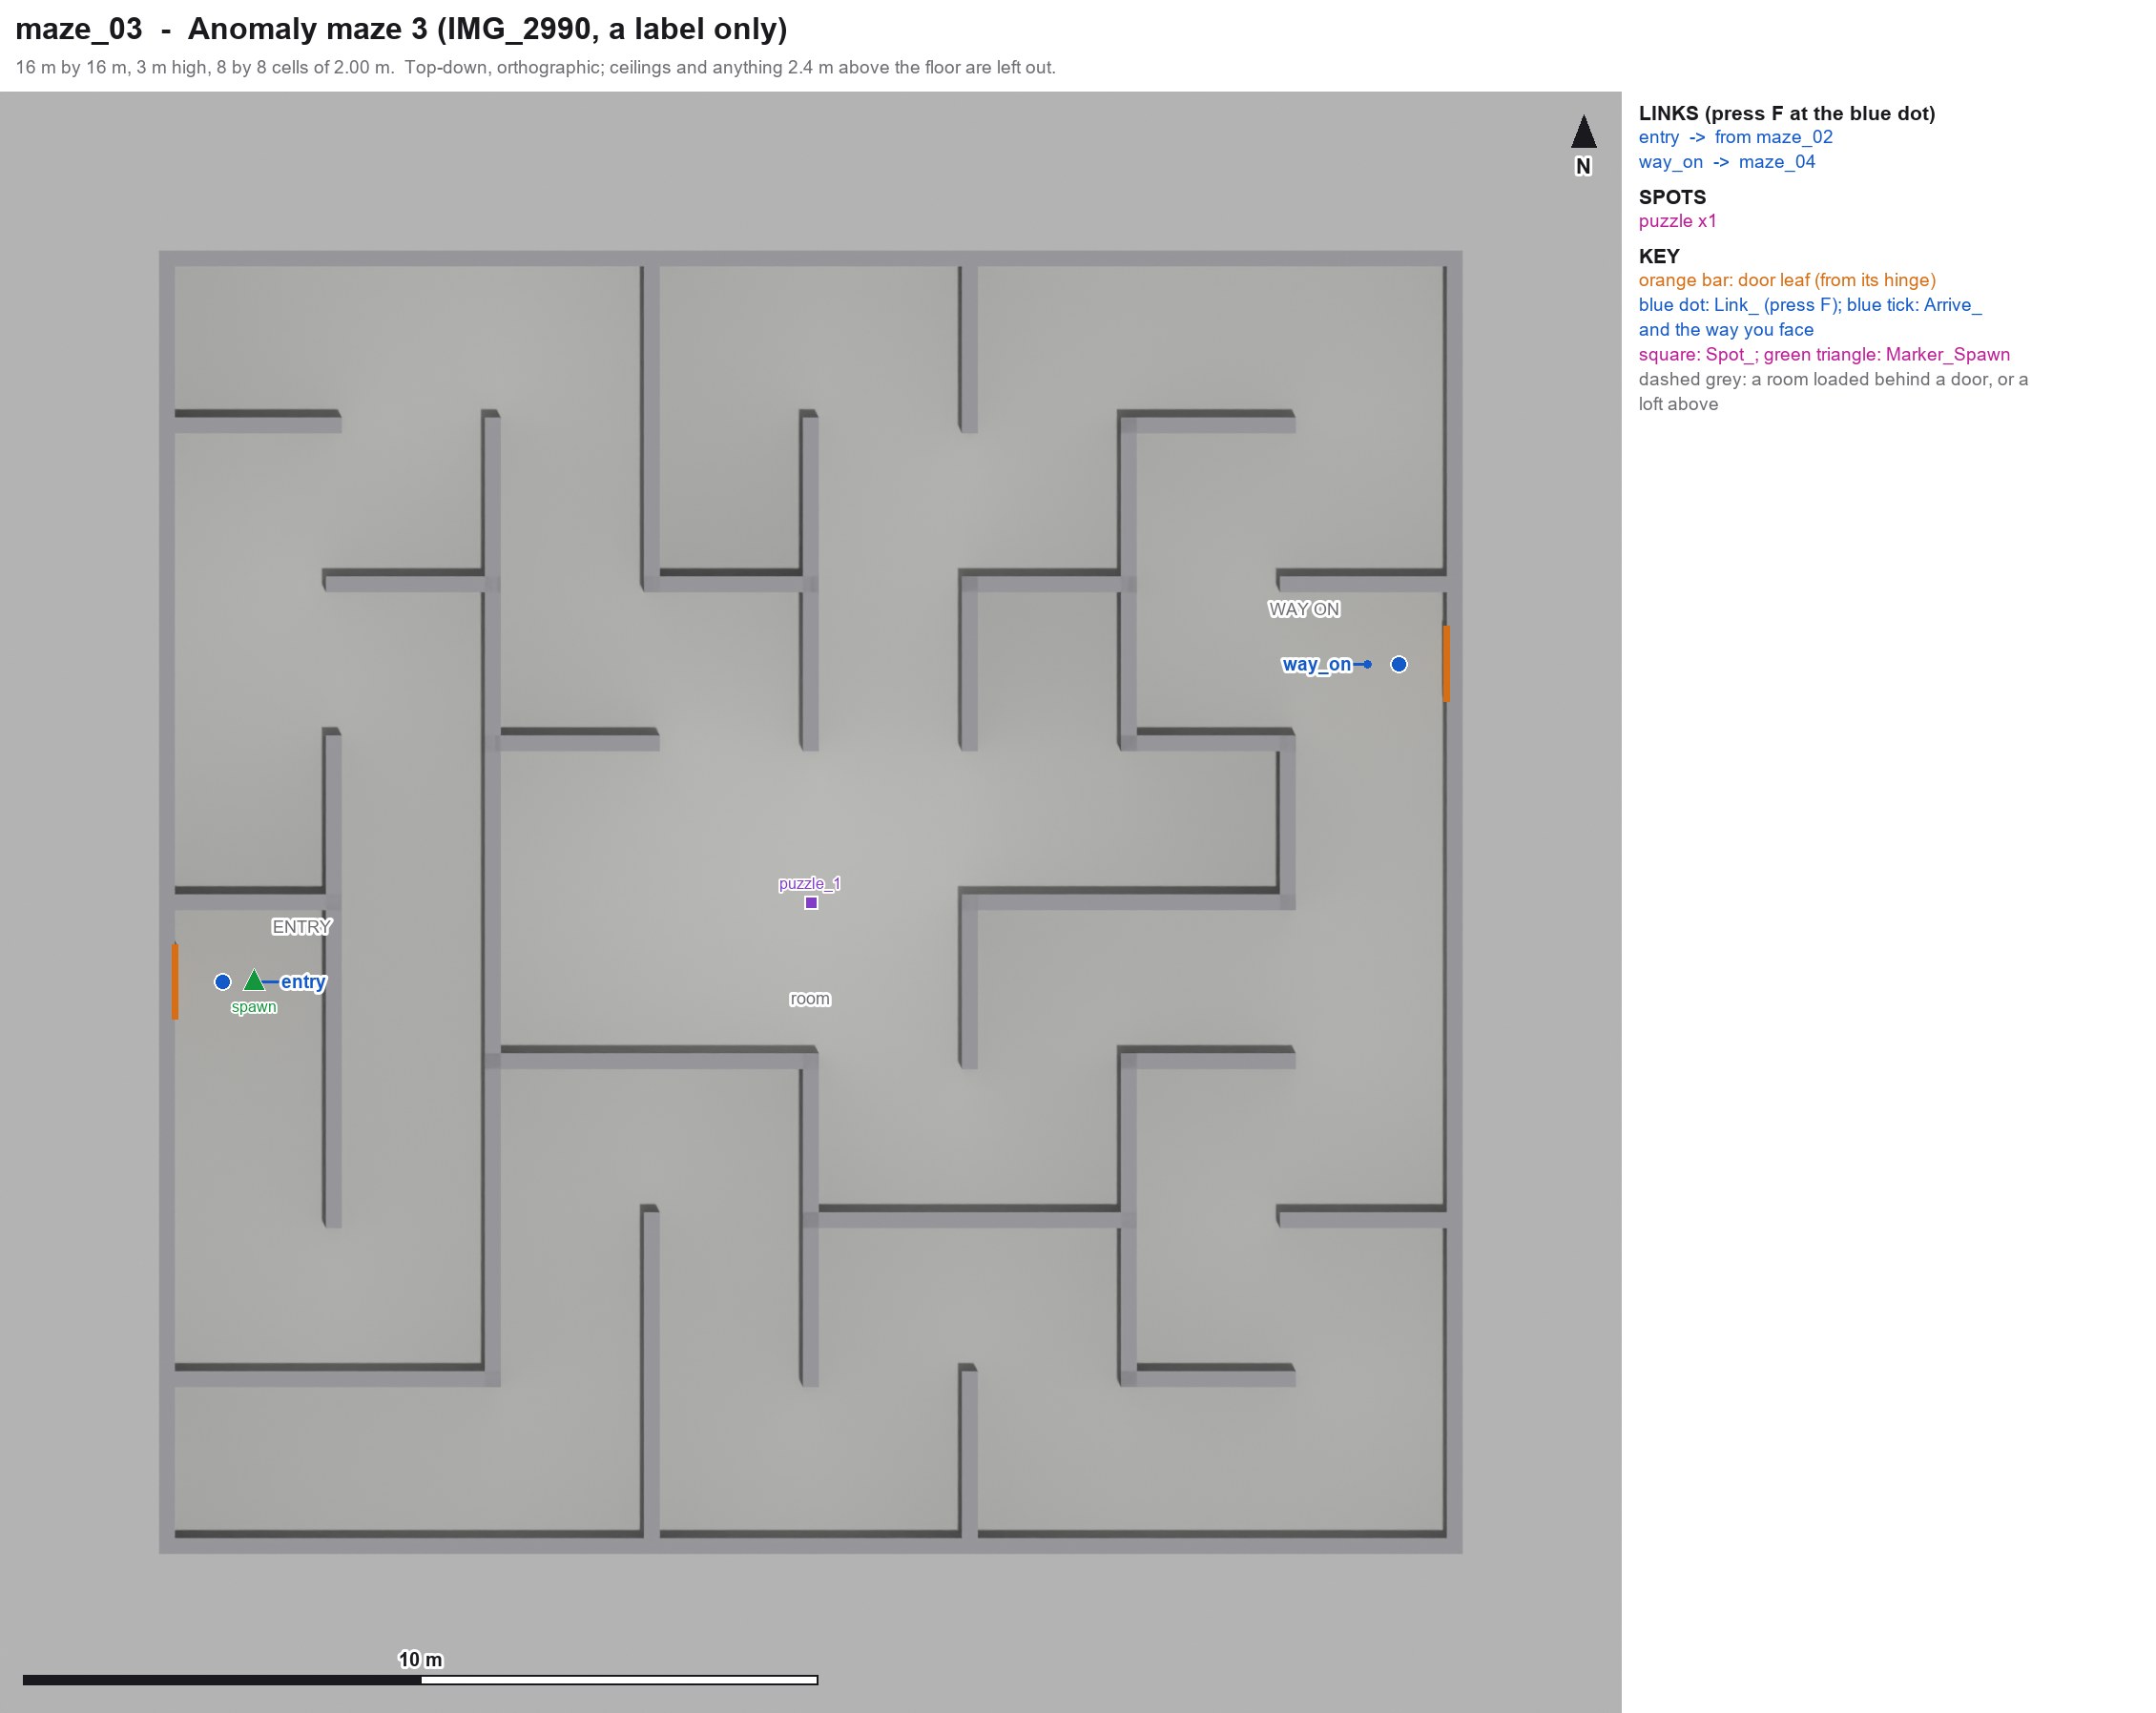 maze_03  -  Anomaly maze 3 (IMG_2990, a label only)
16 m by 16 m, 3 m high, 8 by 8 cells of 2.00 m.  Top-down, orthographic; ceilings and anything 2.4 m above the floor are left out.
N
LINKS (press F at the blue dot)
entry  ->  from maze_02
way_on  ->  maze_04
SPOTS
puzzle x1
KEY
orange bar: door leaf (from its hinge)
blue dot: Link_ (press F); blue tick: Arrive_
and the way you face
square: Spot_; green triangle: Marker_Spawn
dashed grey: a room loaded behind a door, or a
loft above
WAY ON
way_on
puzzle_1
ENTRY
entry
spawn
room
10 m